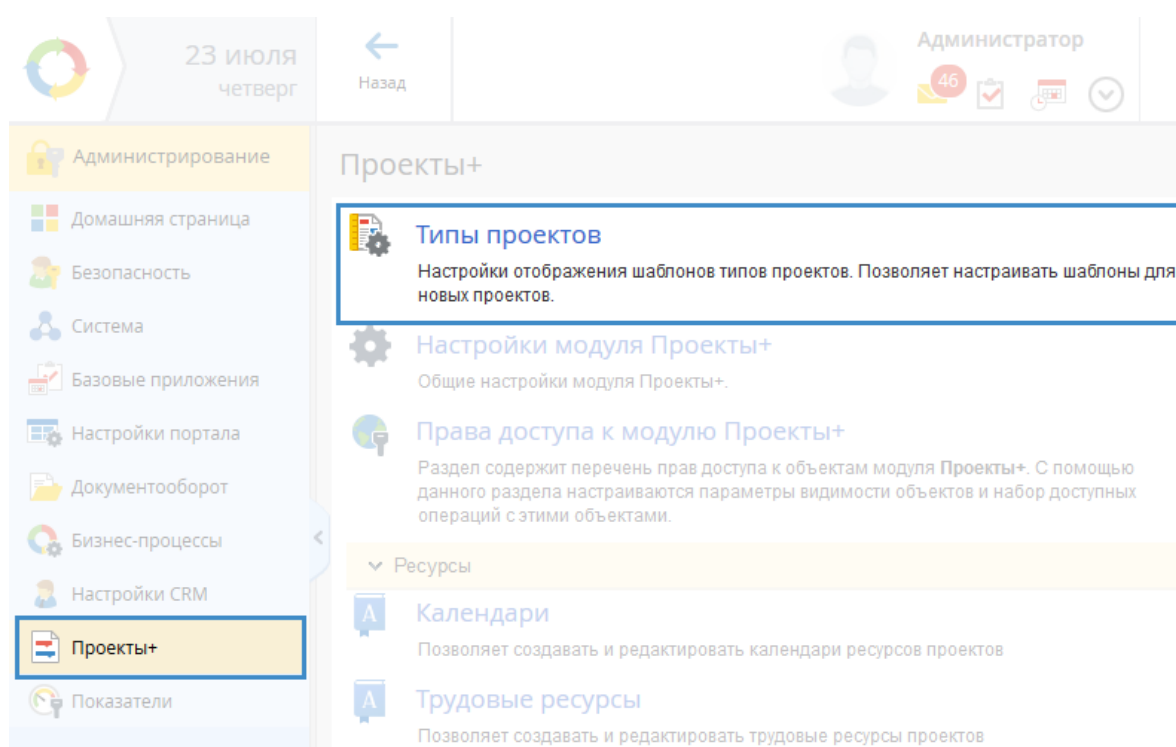 23 июля
четверг
Назад
Администратор
46
Администрирование
Домашняя страница
Безопасность
Система
Базовые приложения
Настройки портала
Документооборот
Бизнес-процессы
Настройки CRM
Проекты+
Показатели
Проекты+
Типы проектов
Настройки отображения шаблонов типов проектов. Позволяет настраивать шаблоны для
новых проектов.
Настройки модуля Проекты+
Общие настройки модуля Проекты+.
Права доступа к модулю Проекты+
Раздел содержит перечень прав доступа к объектам модуля Проекты+. С помощью
данного раздела настраиваются параметры видимости объектов и набор доступных
операций с этими объектами.
Ресурсы
Календари
Позволяет создавать и редактировать календари ресурсов проектов
Трудовые ресурсы
Позволяет создавать и редактировать трудовые ресурсы проектов